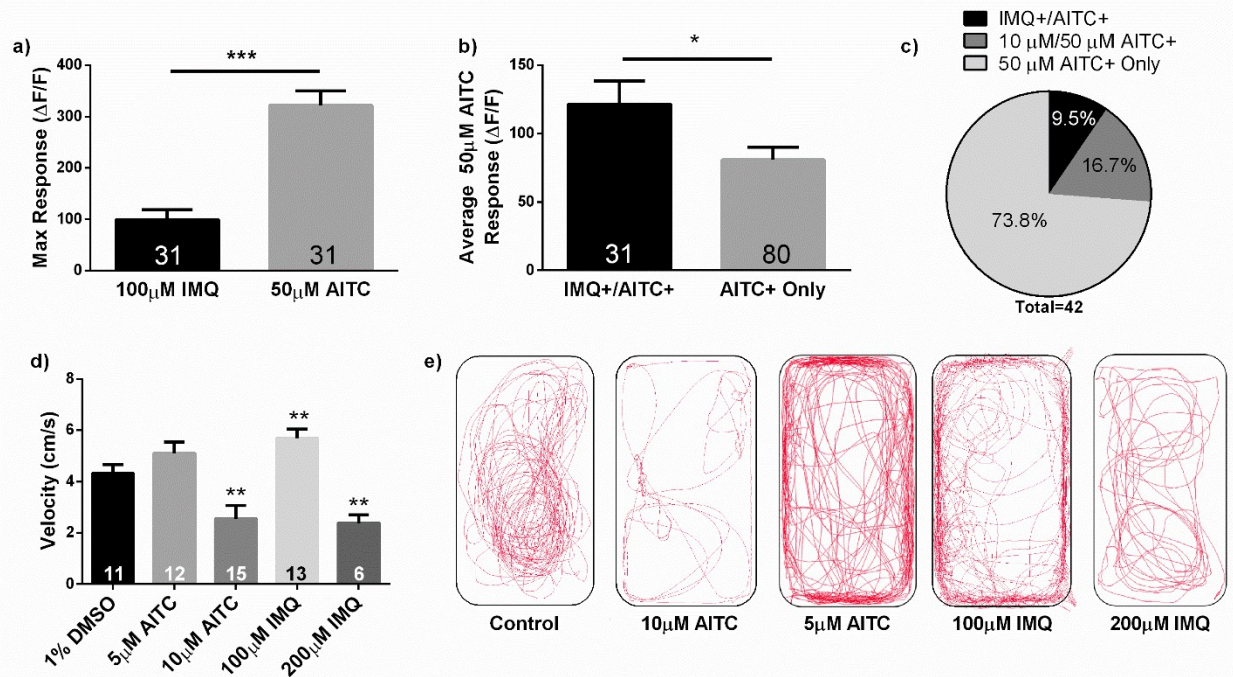 a)
***
Max Response (ΔF/F)
400
300
200
100
0
31
31
100μM IMQ
50μM AITC
b)
*
Average 50μM AITC
Response (ΔF/F)
150
100
50
0
31
80
IMQ+/AITC+
AITC+ Only
c)
IMQ+/AITC+
10 μM/50 μM AITC+
50 μM AITC+ Only
9.5%
16.7%
73.8%
Total=42
d)
Velocity (cm/s)
8
6
4
2
0
**
**
**
11
12
15
13
6
1% DMSO
5μM AITC
10μM AITC
100μM IMQ
200μM IMQ
e)
Control
10μM AITC
5μM AITC
100μM IMQ
200μM IMQ